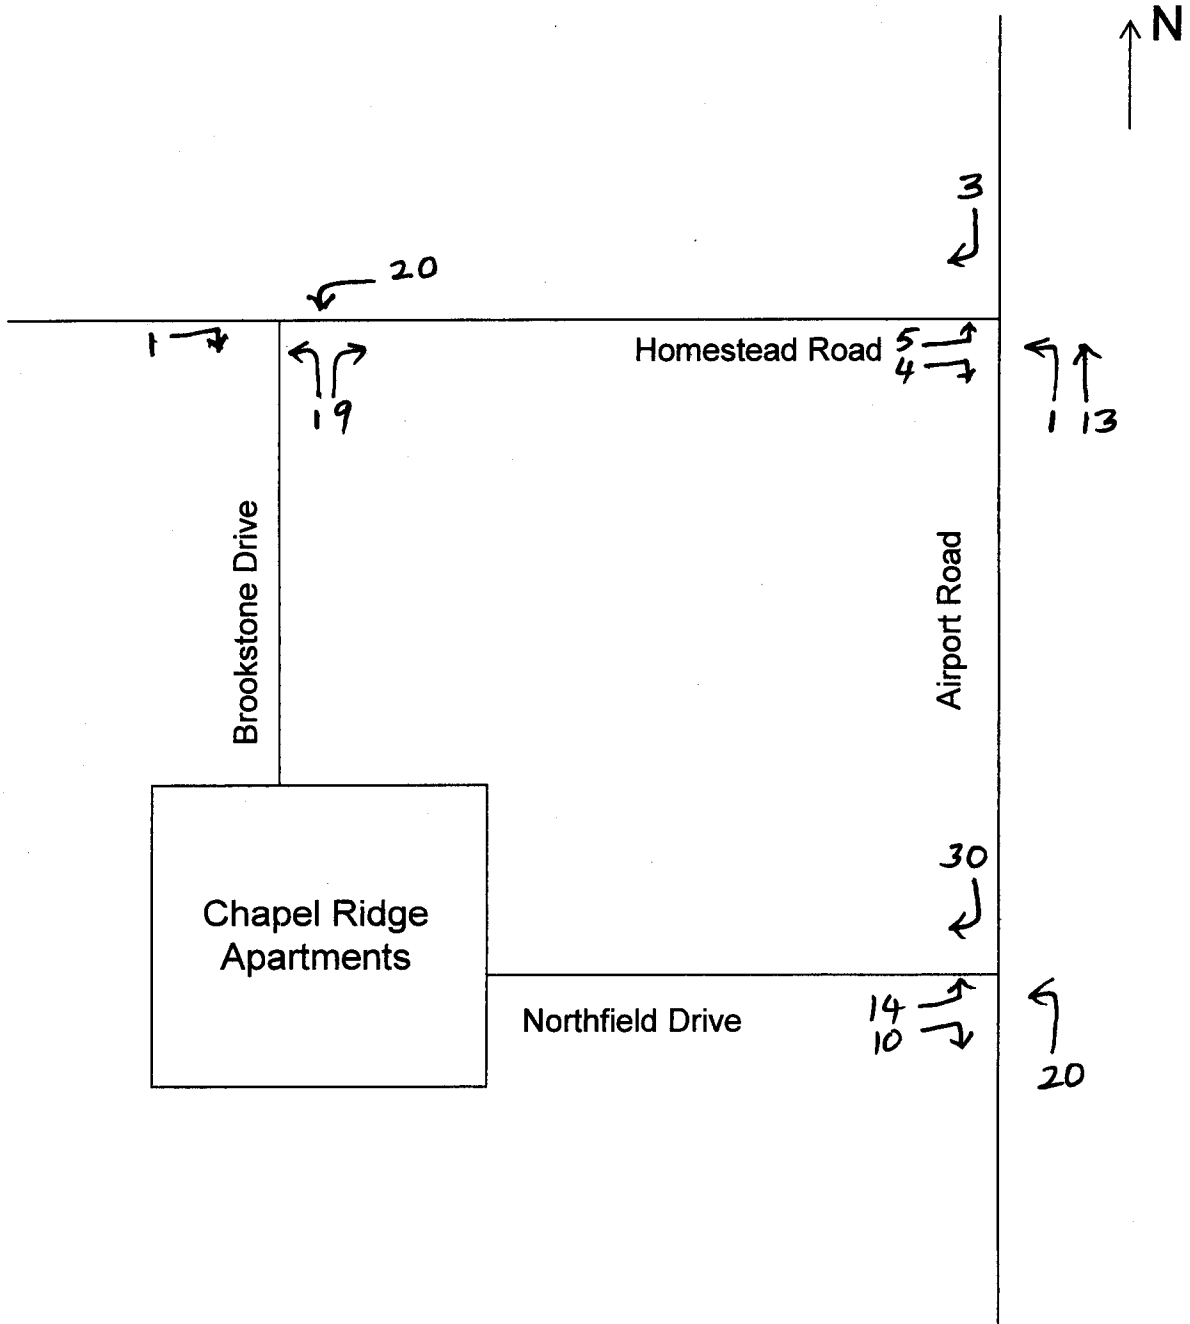 N
3
20
1
Homestead Road
5
4
1 9
1 13
Brookstone Drive
Airport Road
30
Chapel Ridge
Apartments
Northfield Drive
14
10
20